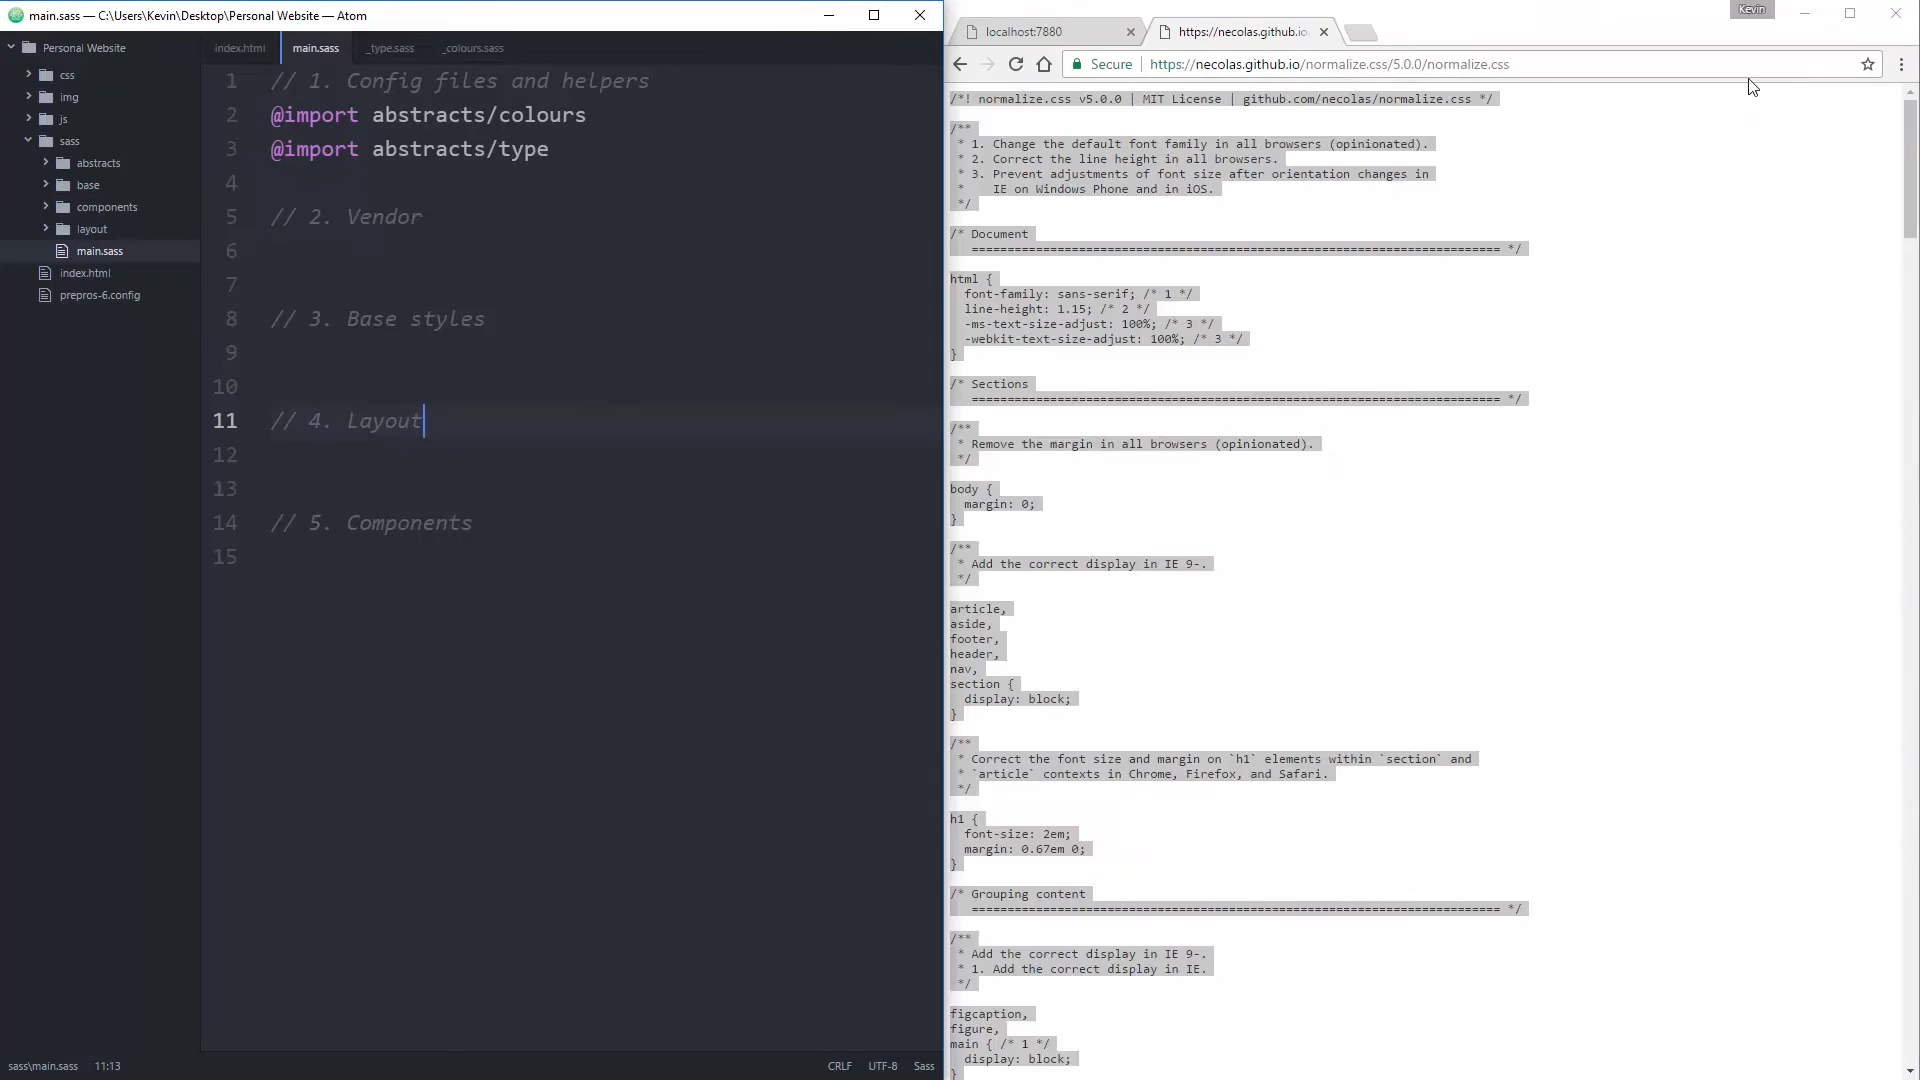 main.sass — C:\Users\Kevin\Desktop\Personal Website — Atom
Personal Website
css
img
js
sass
abstracts
base
components
layout
main.sass
index.html
prepros-6.config
index.html
main.sass
_type.sass
_colours.sass
1 // 1. Config files and helpers
2 @import abstracts/colours
3 @import abstracts/type
4
5 // 2. Vendor
6
7
8 // 3. Base styles
9
10
11 // 4. Layout
12
13
14 // 5. Components
15
sass\main.sass 11:13
CRLF UTF-8 Sass
Kevin
localhost:7880
https://necolas.github.io
Secure https://necolas.github.io/normalize.css/5.0.0/normalize.css
/*! normalize.css v5.0.0 | MIT License | github.com/necolas/normalize.css */
/**
* 1. Change the default font family in all browsers (opinionated).
* 2. Correct the line height in all browsers.
* 3. Prevent adjustments of font size after orientation changes in
* IE on Windows Phone and in iOS.
*/
/* Document
========================================================================== */
html {
font-family: sans-serif; /* 1 */
line-height: 1.15; /* 2 */
-ms-text-size-adjust: 100%; /* 3 */
-webkit-text-size-adjust: 100%; /* 3 */
}
/* Sections
========================================================================== */
/**
* Remove the margin in all browsers (opinionated).
*/
body {
margin: 0;
}
/**
* Add the correct display in IE 9-.
*/
article,
aside,
footer,
header,
nav,
section {
display: block;
}
/**
* Correct the font size and margin on `h1` elements within `section` and
* `article` contexts in Chrome, Firefox, and Safari.
*/
h1 {
font-size: 2em;
margin: 0.67em 0;
}
/* Grouping content
========================================================================== */
/**
* Add the correct display in IE 9-.
* 1. Add the correct display in IE.
*/
figcaption,
figure,
main { /* 1 */
display: block;
}